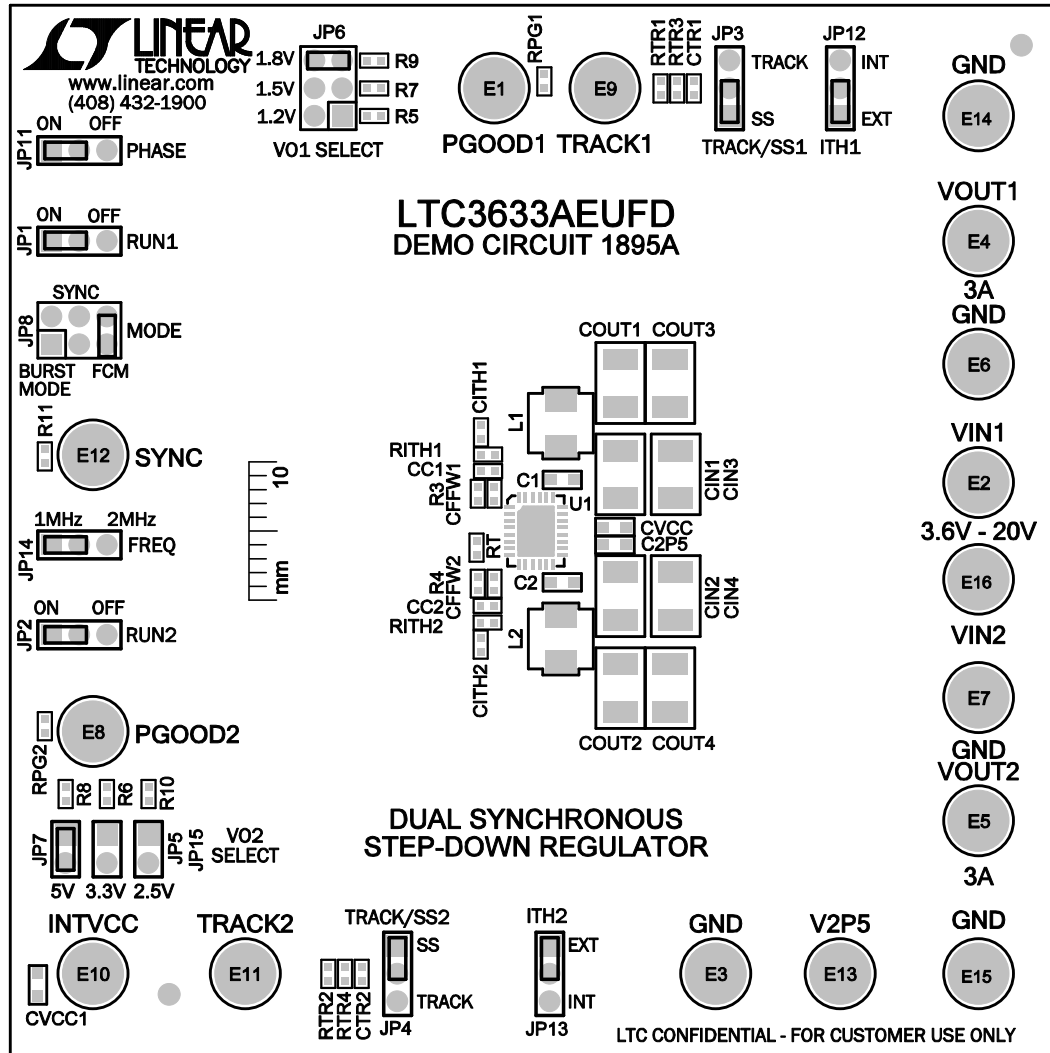 LINEAR
TECHNOLOGY
www.linear.com
(408) 432-1900
JP6
1.8V
R9
1.5V
R7
1.2V
R5
VO1 SELECT
E1
PGOOD1
RPG1
E9
TRACK1
RTR1
RTR3
CTR1
JP3
TRACK
SS
TRACK/SS1
JP12
INT
EXT
ITH1
GND
E14
JP11
ON OFF
PHASE
JP1
ON OFF
RUN1
LTC3633AEUFD
DEMO CIRCUIT 1895A
VOUT1
E4
3A
GND
E6
SYNC
JP8
MODE
BURST
MODE
FCM
R11
E12
SYNC
10
mm
JP14
1MHz 2MHz
FREQ
JP2
ON OFF
RUN2
COUT1 COUT3
CITH1
L1
RITH1
CC1
R3
CFFW1
C1
U1
CIN1
CIN3
CVCC
C2P5
RT
R4
CFFW2
C2
CC2
RITH2
CITH2
L2
CIN2
CIN4
COUT2 COUT4
VIN1
E2
3.6V - 20V
E16
VIN2
E7
GND
VOUT2
E5
3A
RPG2
E8
PGOOD2
R8
R6
R10
JP7
JP5
JP15
VO2
SELECT
5V 3.3V 2.5V
DUAL SYNCHRONOUS
STEP-DOWN REGULATOR
INTVCC
E10
CVCC1
TRACK2
E11
RTR2
RTR4
CTR2
TRACK/SS2
SS
TRACK
JP4
ITH2
EXT
INT
JP13
GND
E3
V2P5
E13
GND
E15
LTC CONFIDENTIAL - FOR CUSTOMER USE ONLY